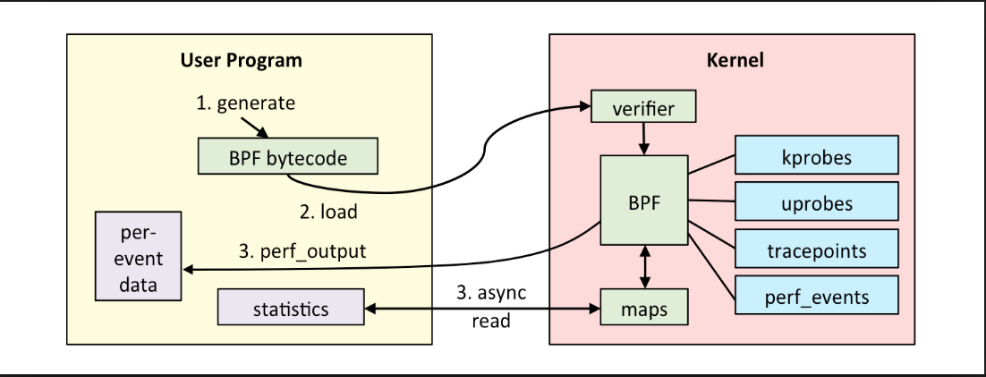 User Program
1. generate
BPF bytecode
2. load
per-
event
data
3. perf_output
statistics
3. async
read
Kernel
verifier
BPF
maps
kprobes
uprobes
tracepoints
perf_events